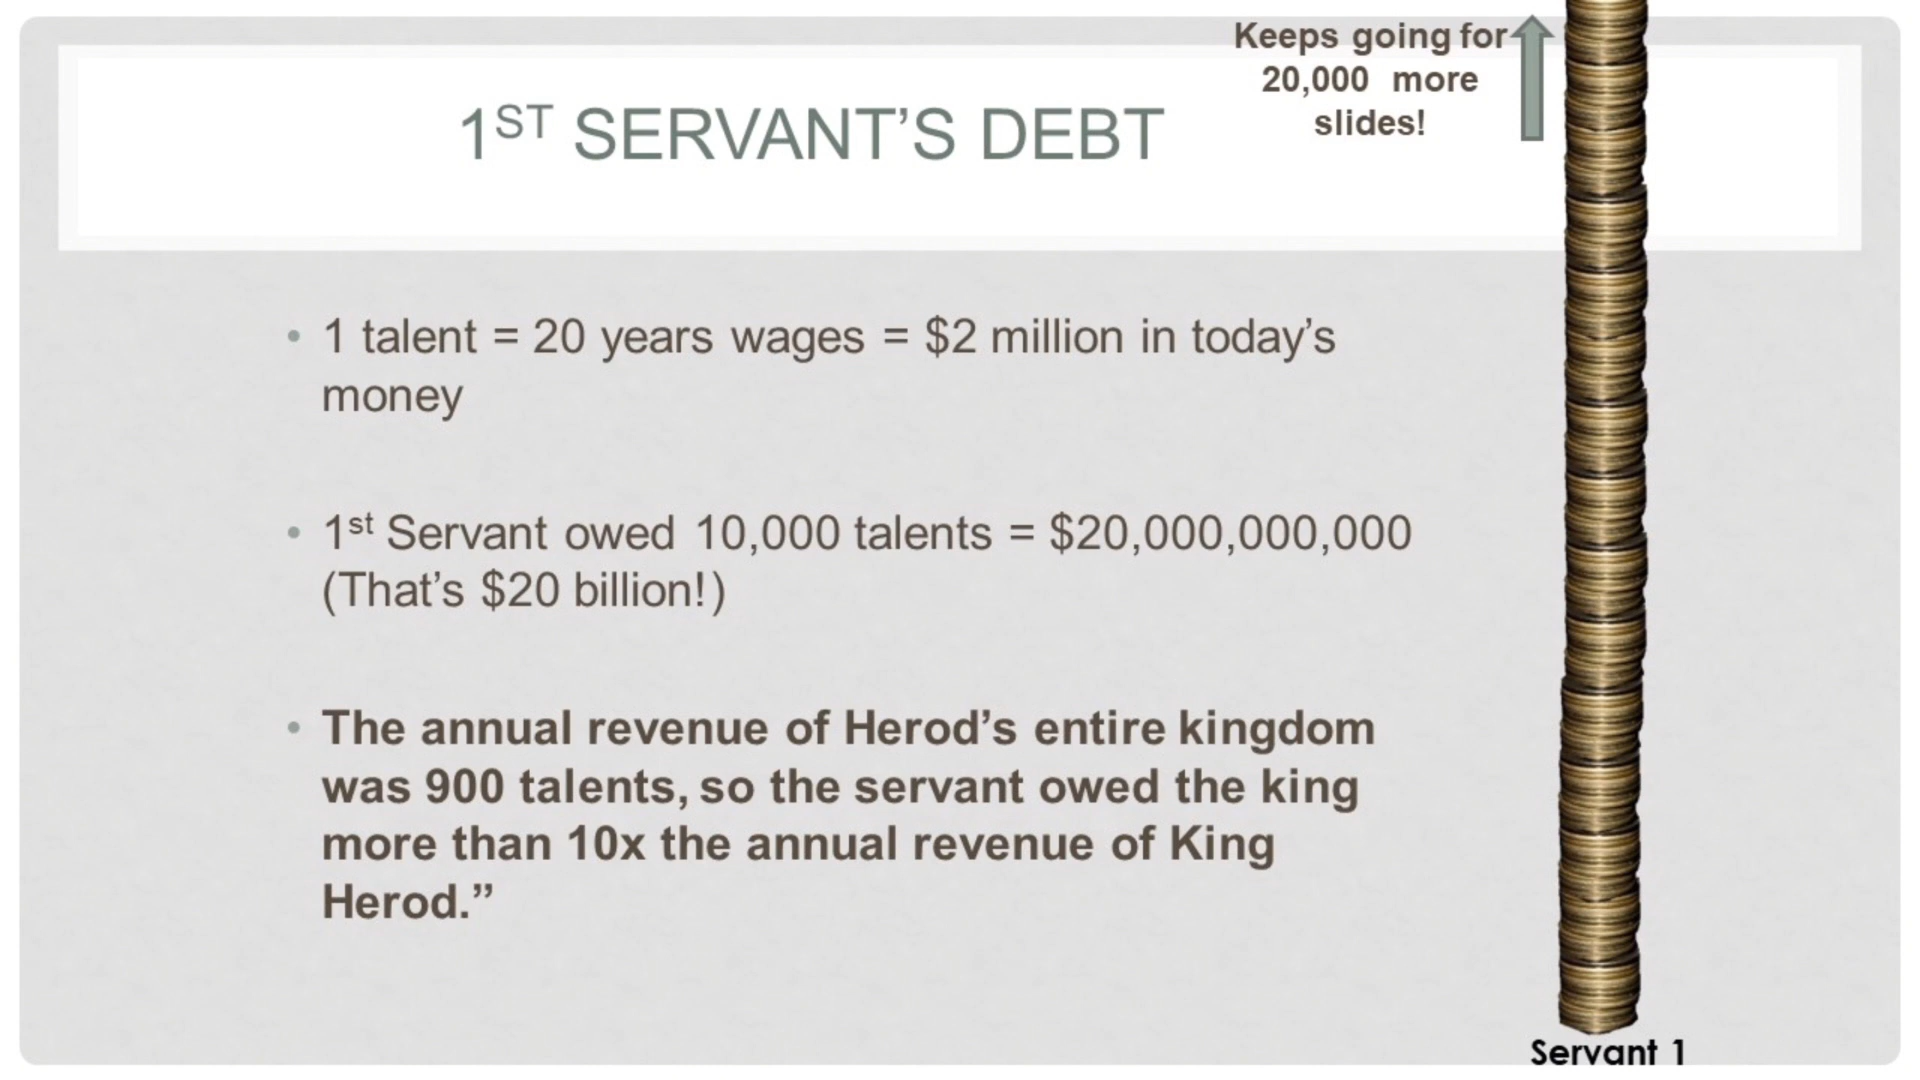 Keeps going for
20,000 more
slides!
1ST SERVANT’S DEBT
• 1 talent = 20 years wages = $2 million in today’s
money
• 1st Servant owed 10,000 talents = $20,000,000,000
(That’s $20 billion!)
• The annual revenue of Herod’s entire kingdom
was 900 talents, so the servant owed the king
more than 10x the annual revenue of King
Herod.”
Servant 1